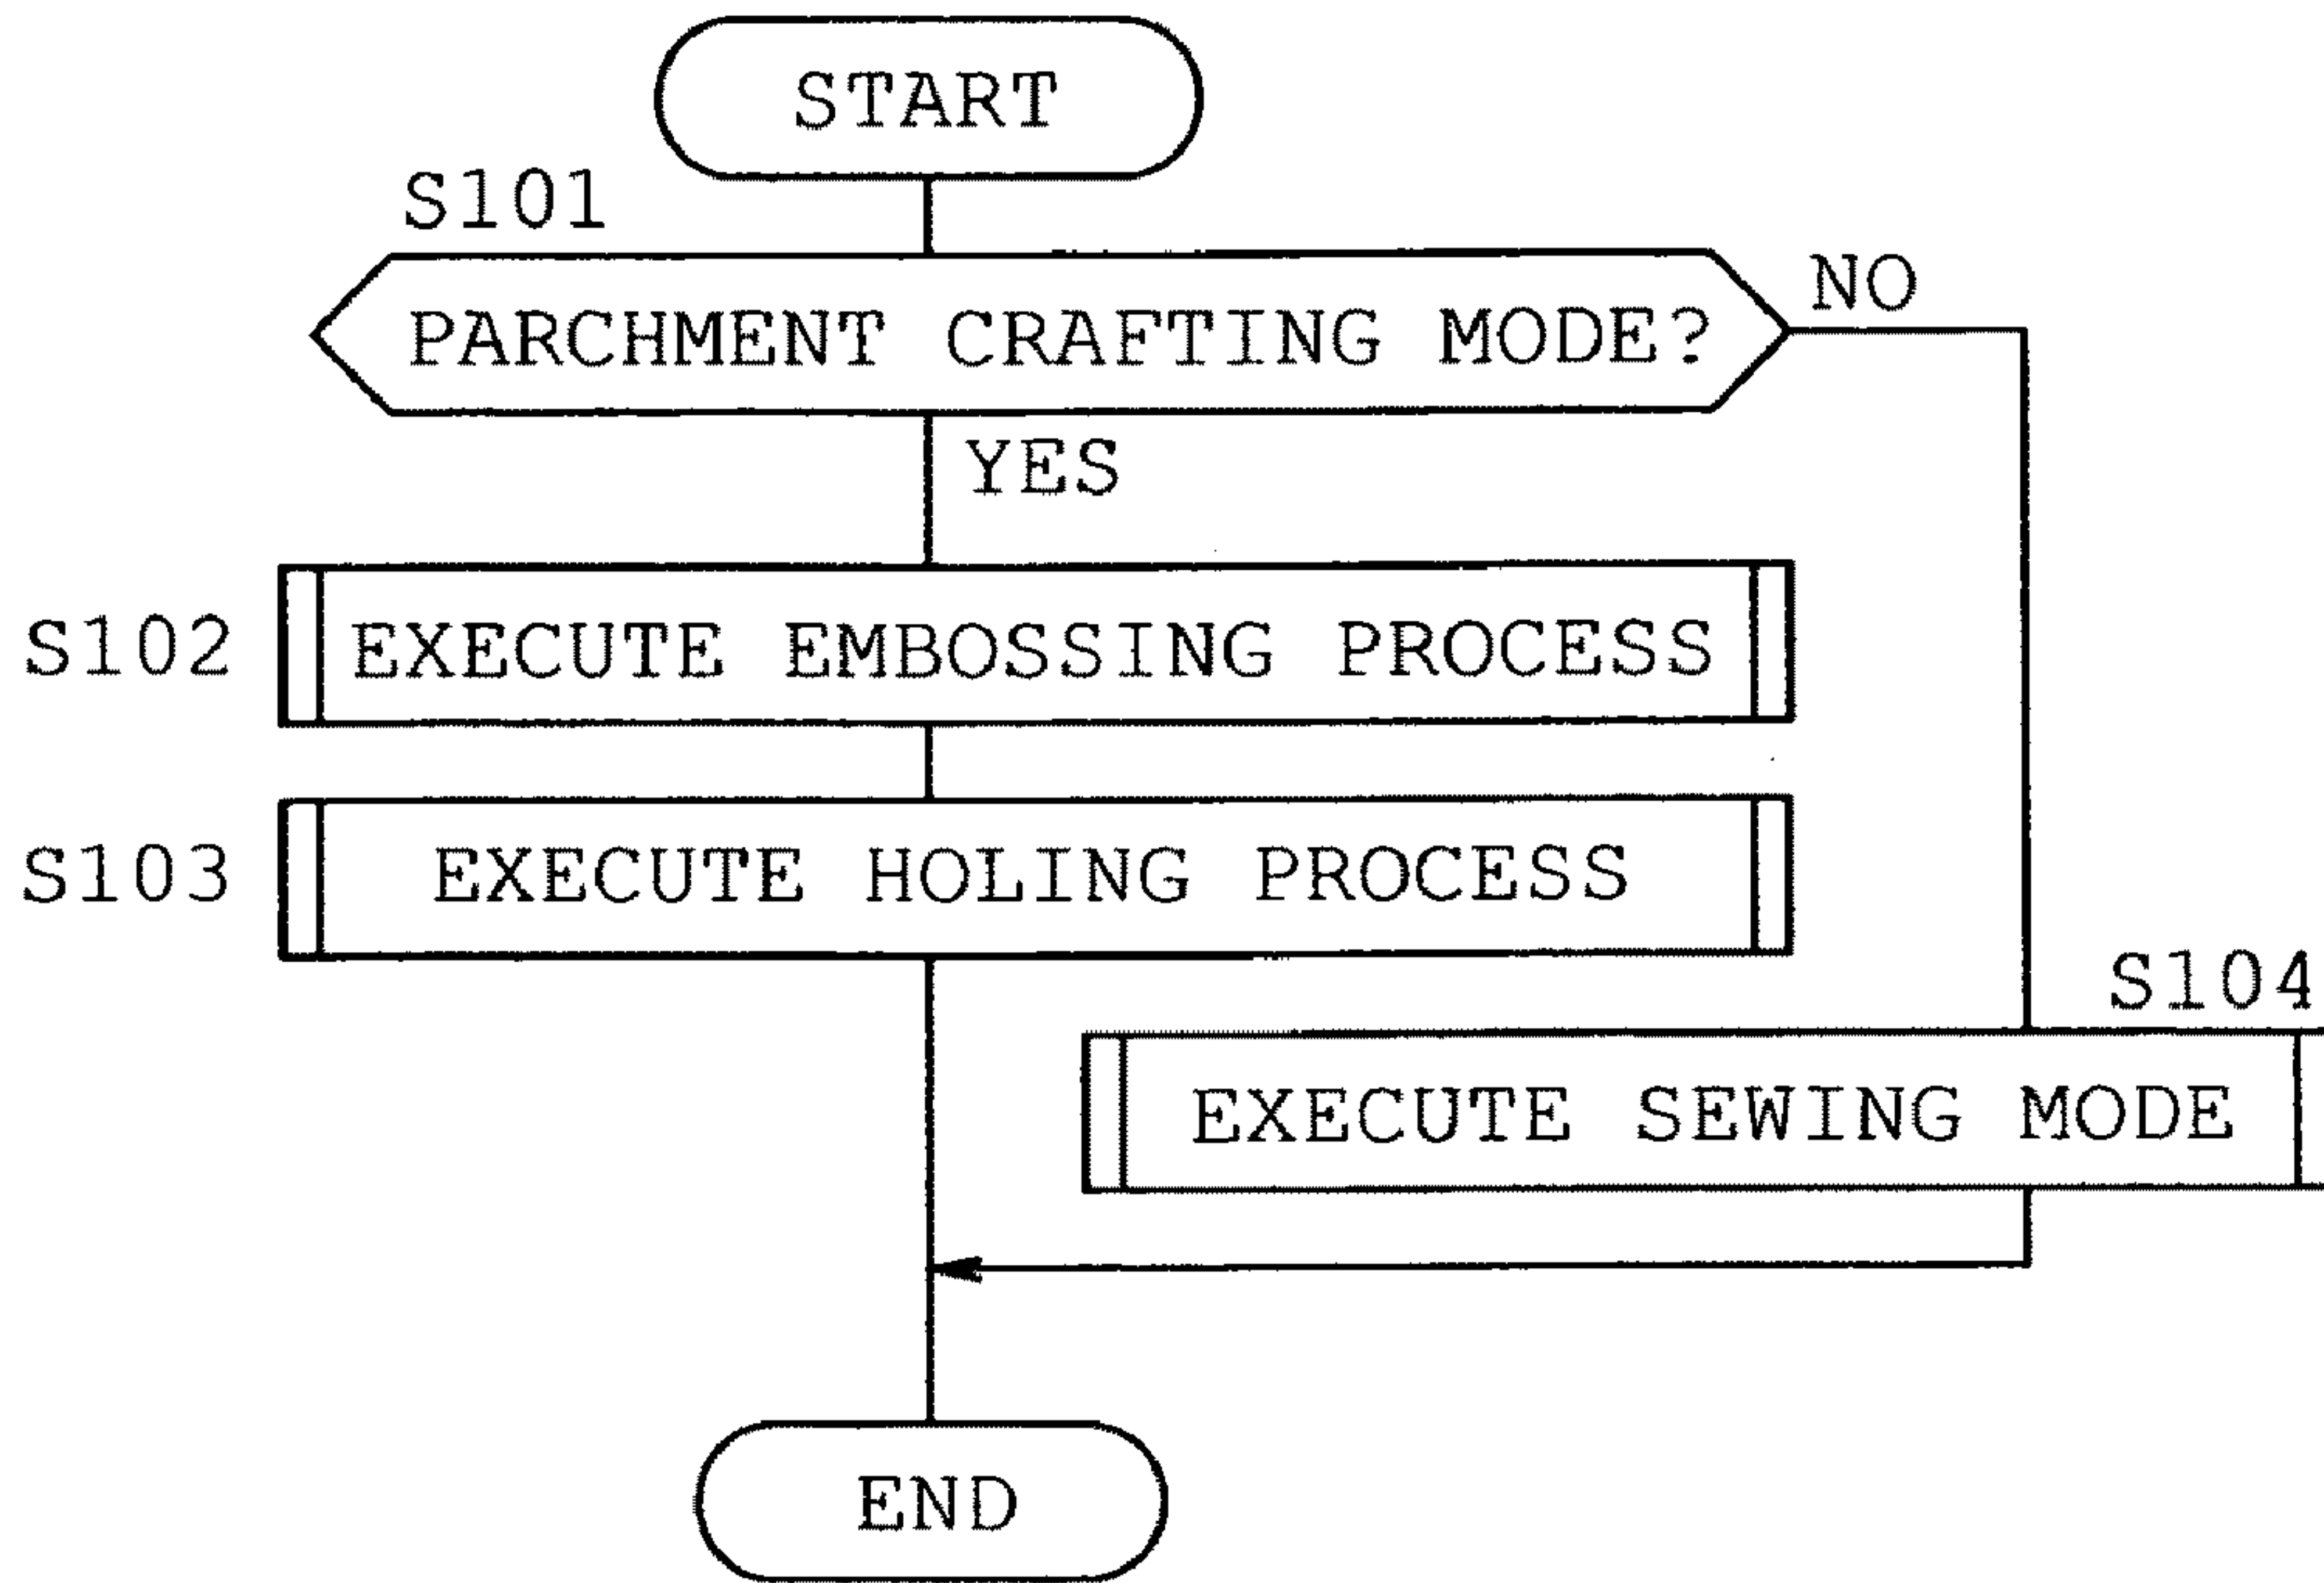 START
S101
PARCHMENT CRAFTING MODE?
NO
YES
S102
EXECUTE EMBOSSING PROCESS
S103
EXECUTE HOLING PROCESS
S104
EXECUTE SEWING MODE
END